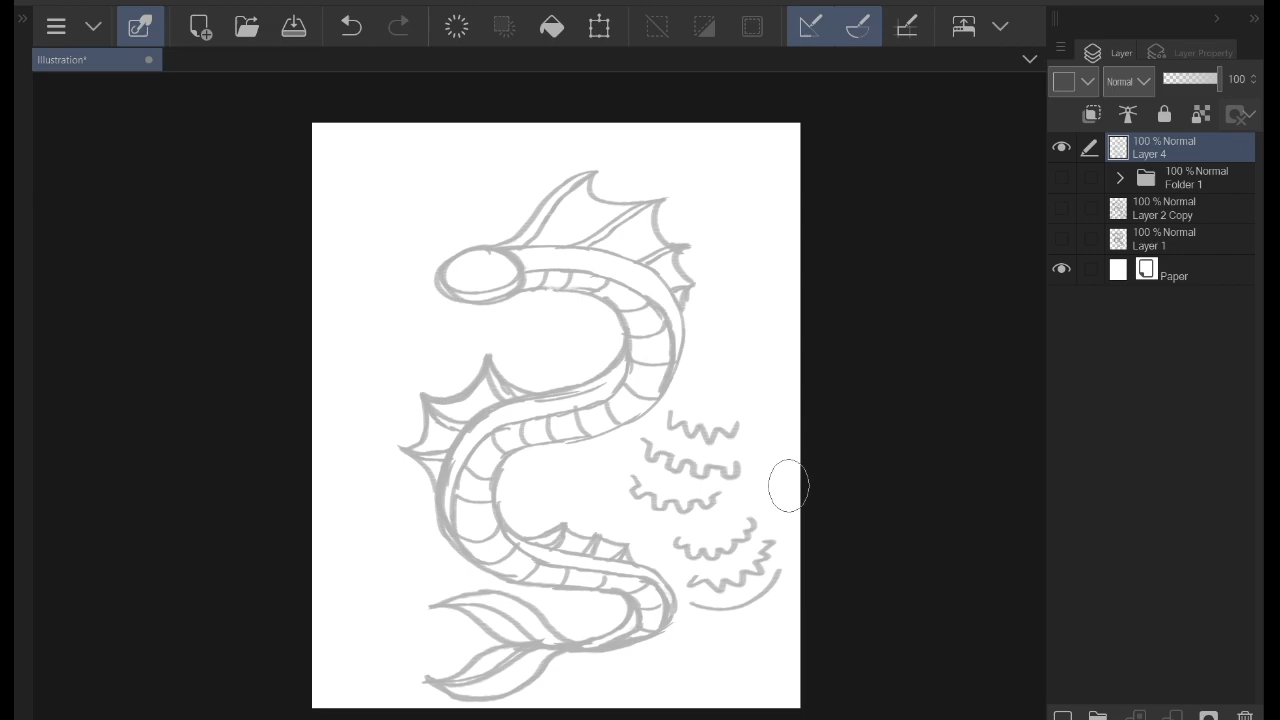 Illustration*
Layer
Layer Property
Normal
100
100 % Normal
Layer 4
100 % Normal
Folder 1
100 % Normal
Layer 2 Copy
100 % Normal
Layer 1
Paper